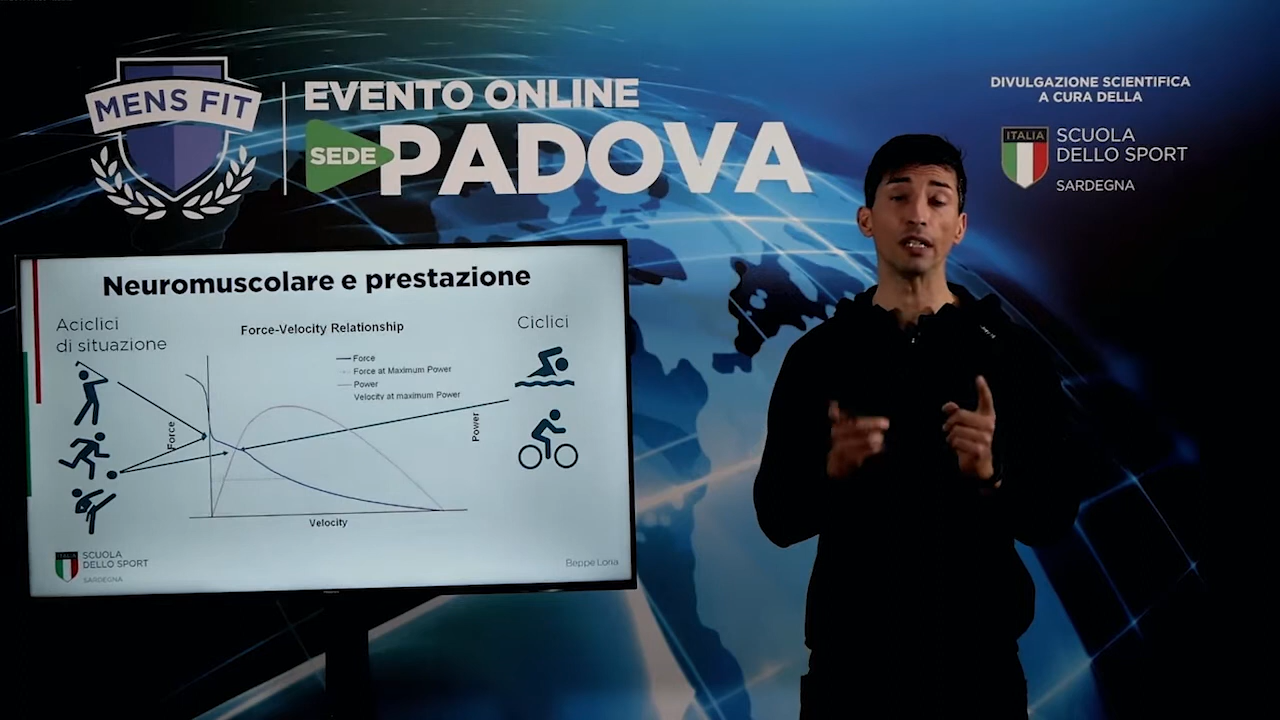 MENS FIT
EVENTO ONLINE
SEDE
PADOVA
DIVULGAZIONE SCIENTIFICA
A CURA DELLA
ITALIA
SCUOLA
DELLO SPORT
SARDEGNA
Neuromuscolare e prestazione
Aciclici
di situazione
Force-Velocity Relationship
Ciclici
Force
Force at Maximum Power
Power
Velocity at maximum Power
Force
Power
Velocity
ITALIA
SCUOLA
DELLO SPORT
SARDEGNA
Beppe Loria